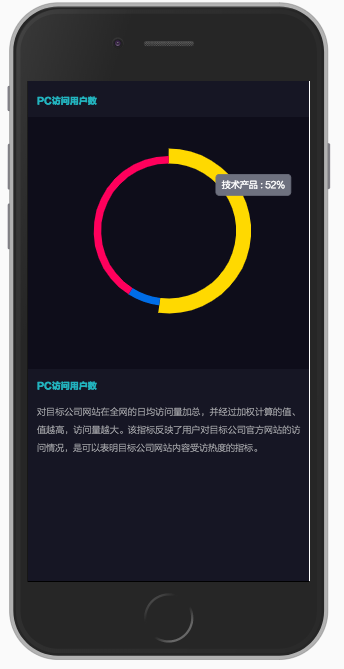 PC访问用户数
技术产品 : 52%
PC访问用户数
对目标公司网站在全网的日均访问量加总，并经过加权计算的值、
值越高，访问量越大。该指标反映了用户对目标公司官方网站的访
问情况，是可以表明目标公司网站内容受访热度的指标。